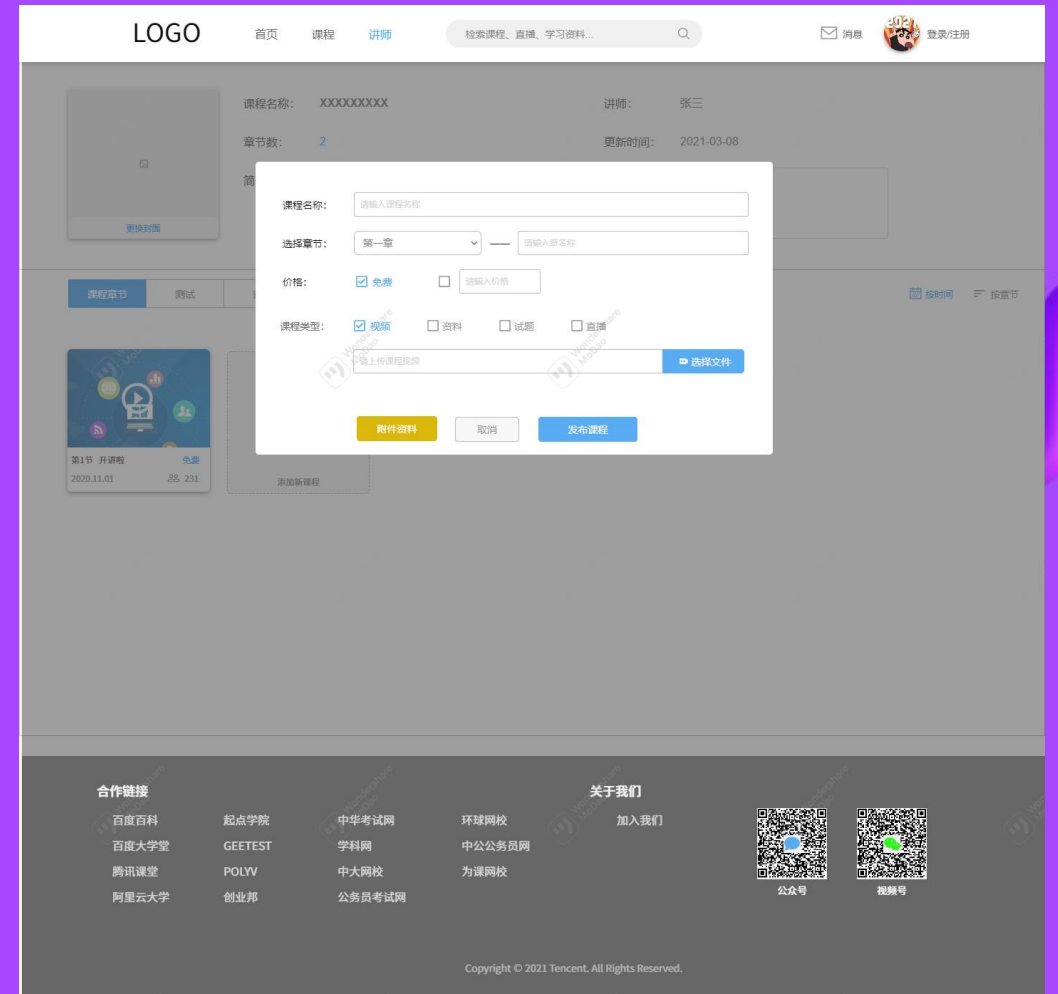 LOGO 首页 课程 讲师 检索课程、直播、学习资料... 消息 登录/注册
课程名称: XXXXXXXXX 讲师: 张三
章节数: 2 更新时间: 2021-03-08
简
更换封面
课程名称: 请输入课程名称
选择章节: 第一章 —— 请输入章名称
价格: 免费 请输入价格
课程类型: 视频 资料 试题 直播
请上传课程视频 选择文件
附件资料 取消 发布课程
课程章节 测试 按时间 按章节
第1节 开讲啦 免费
2020.11.01 231
添加新课程
合作链接 关于我们
百度百科 起点学院 中华考试网 环球网校 加入我们
百度大学堂 GEETEST 学科网 中公公务员网
腾讯课堂 POLYV 中大网校 为课网校
阿里云大学 创业邦 公务员考试网
公众号 视频号
Copyright © 2021 Tencent. All Rights Reserved.
Wondershare
MoDao